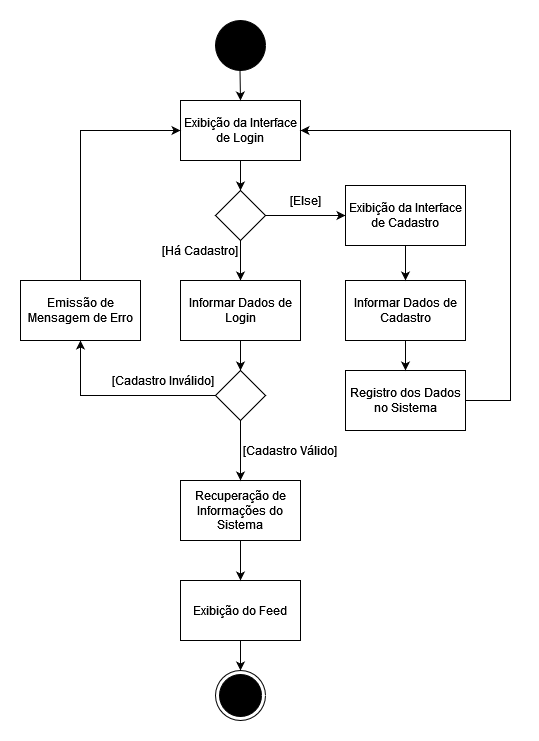 Exibição da Interface
de Login
[Else]
Exibição da Interface
de Cadastro
[Há Cadastro]
Emissão de
Mensagem de Erro
Informar Dados de
Login
Informar Dados de
Cadastro
[Cadastro Inválido]
Registro dos Dados
no Sistema
[Cadastro Válido]
Recuperação de
Informações do
Sistema
Exibição do Feed